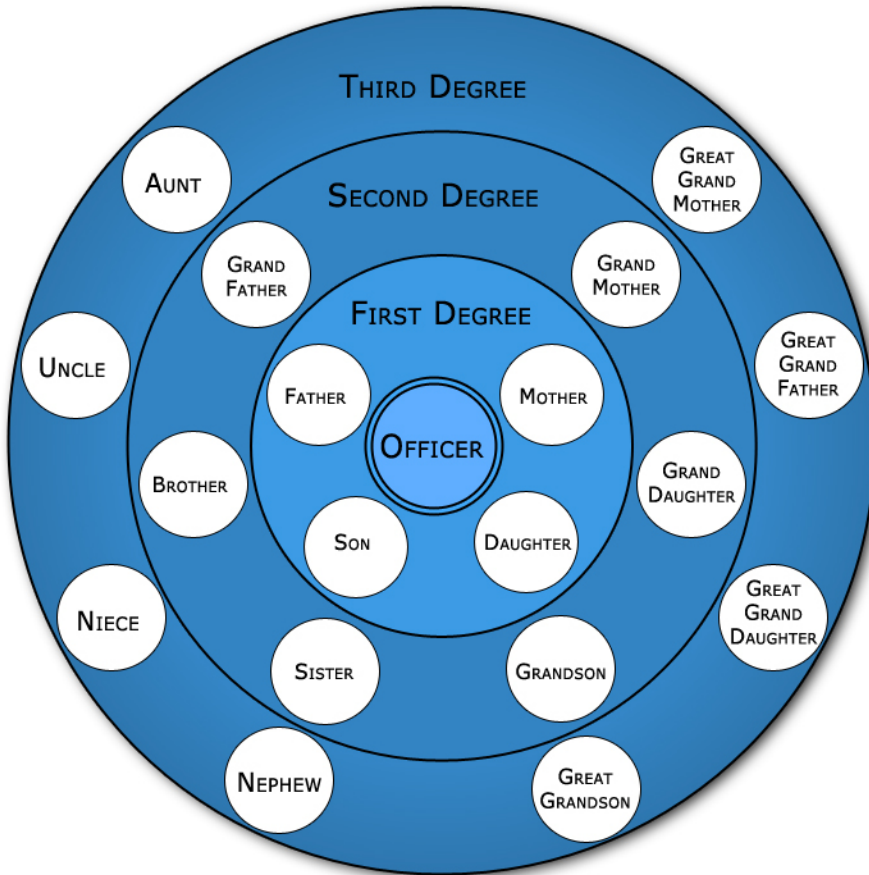 Third Degree
Aunt
Great
Grand
Mother
Second Degree
Grand
Father
Grand
Mother
First Degree
Uncle
Great
Grand
Father
Father
Mother
Officer
Brother
Grand
Daughter
Son
Daughter
Niece
Great
Grand
Daughter
Sister
Grandson
Nephew
Great
Grandson